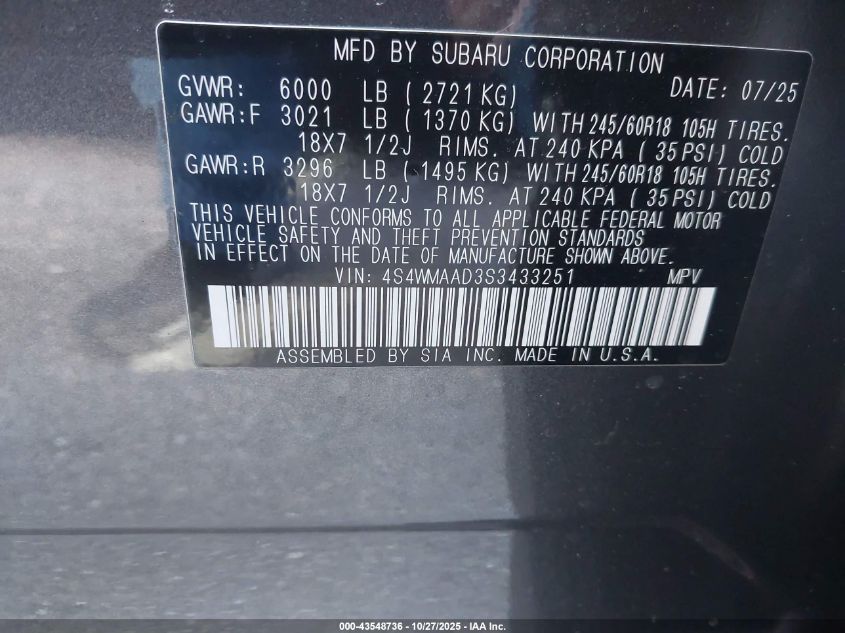 MFD BY SUBARU CORPORATION
GVWR: 6000 LB ( 2721 KG) DATE: 07/25
GAWR:F 3021 LB ( 1370 KG) WITH 245/60R18 105H TIRES.
18X7 1/2J RIMS. AT 240 KPA ( 35 PSI) COLD
GAWR:R 3296 LB ( 1495 KG) WITH 245/60R18 105H TIRES.
18X7 1/2J RIMS. AT 240 KPA ( 35 PSI) COLD
THIS VEHICLE CONFORMS TO ALL APPLICABLE FEDERAL MOTOR
VEHICLE SAFETY AND THEFT PREVENTION STANDARDS
IN EFFECT ON THE DATE OF MANUFACTURE SHOWN ABOVE.
VIN: 4S4WMAAD3S3433251 MPV
ASSEMBLED BY SIA INC. MADE IN U.S.A.
000-43548736 - 10/27/2025 - IAA Inc.